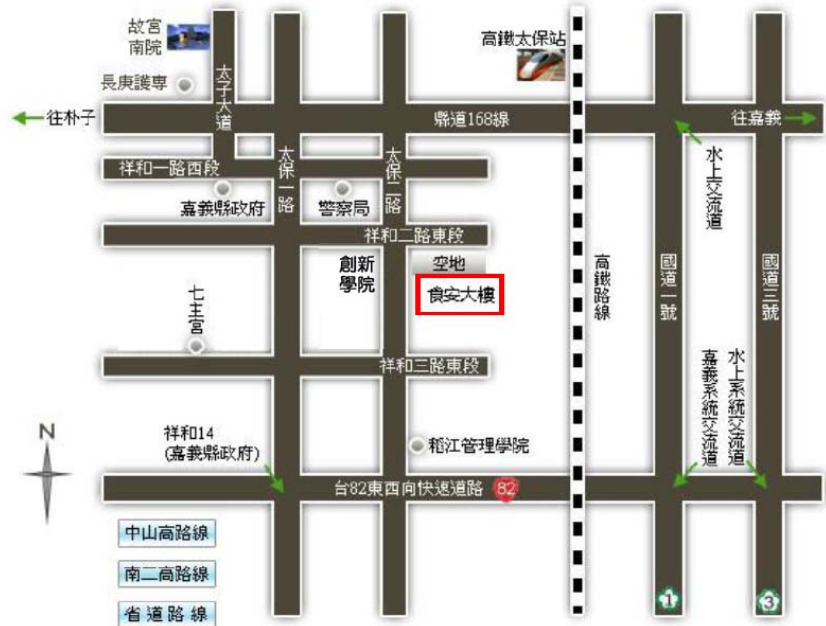 故宮
南院
高鐵太保站
長庚護專
太子大道
往朴子
縣道168線
往嘉義
水上交流道
祥和一路西段
太保一路
太保二路
嘉義縣政府
警察局
祥和二路東段
創新
學院
空地
食安大樓
高鐵路線
國道一號
國道三號
七主宮
祥和三路東段
嘉義系統交流道
水上系統交流道
N
祥和14
(嘉義縣政府)
稻江管理學院
台82東西向快速道路
82
中山高路線
南二高路線
省道路線
1
3